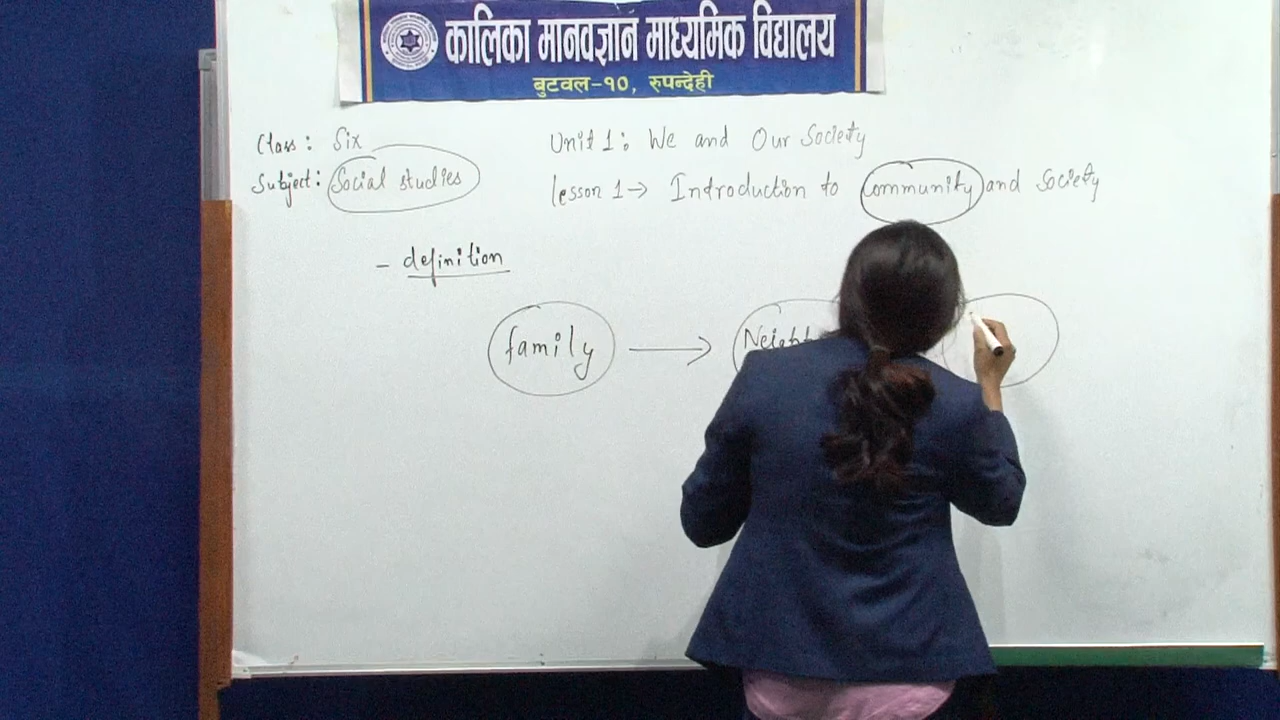 कालिका मानवज्ञान माध्यमिक विद्यालय
बुटवल-१०, रुपन्देही
Class: Six
Unit 1: We and Our Society
Subject: Social studies
lesson 1→ Introduction to community and Society
- definition
family →